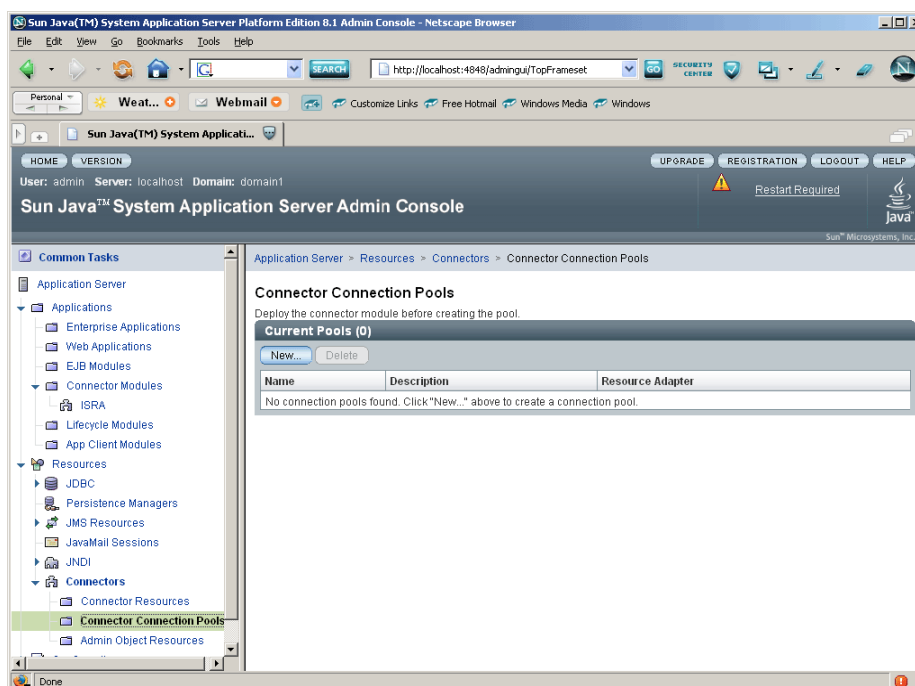 Sun Java(TM) System Application Server Platform Edition 8.1 Admin Console - Netscape Browser
File Edit View Go Bookmarks Tools Help
SEARCH http://localhost:4848/admingui/TopFrameset GO SECURITY CENTER
Personal Weat... Webmail Customize Links Free Hotmail Windows Media Windows
Sun Java(TM) System Applicati...
HOME VERSION UPGRADE REGISTRATION LOGOUT HELP
User: admin Server: localhost Domain: domain1
Restart Required
Sun Java™ System Application Server Admin Console
Java
Sun™ Microsystems, Inc.
Common Tasks
Application Server
Applications
Enterprise Applications
Web Applications
EJB Modules
Connector Modules
ISRA
Lifecycle Modules
App Client Modules
Resources
JDBC
Persistence Managers
JMS Resources
JavaMail Sessions
JNDI
Connectors
Connector Resources
Connector Connection Pools
Admin Object Resources
Application Server > Resources > Connectors > Connector Connection Pools
Connector Connection Pools
Deploy the connector module before creating the pool.
Current Pools (0)
New... Delete
Name Description Resource Adapter
No connection pools found. Click "New..." above to create a connection pool.
Done